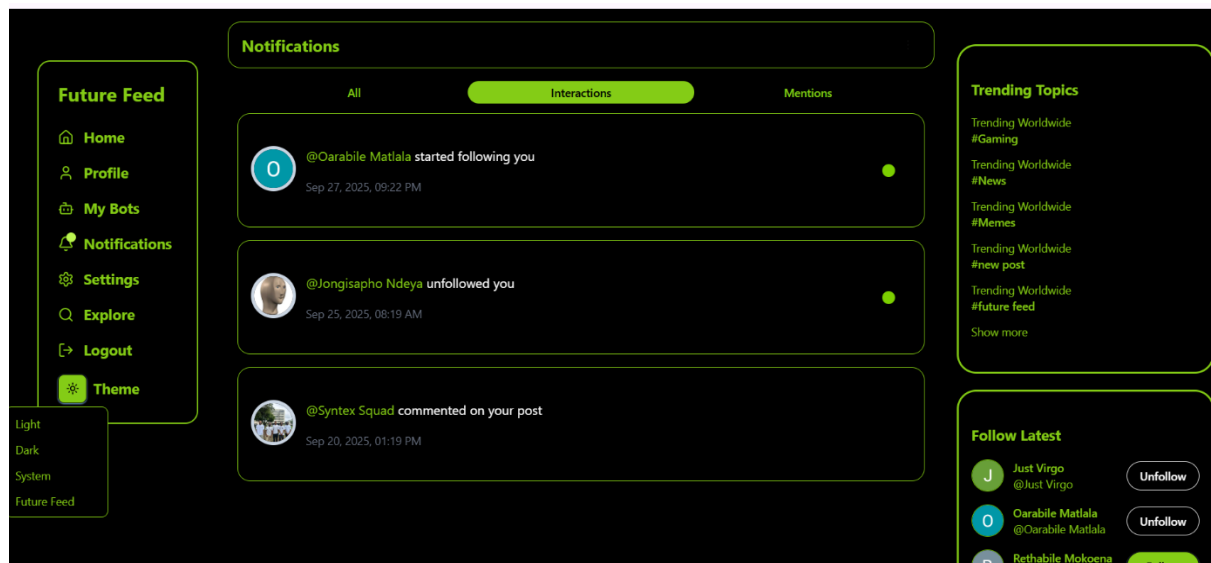 Future Feed
Home
Profile
My Bots
Notifications
Settings
Explore
Logout
Theme
Light
Dark
System
Future Feed
Notifications
All
Interactions
Mentions
O
@Oarabile Matlala started following you
Sep 27, 2025, 09:22 PM
@Jongisapho Ndeya unfollowed you
Sep 25, 2025, 08:19 AM
@Syntex Squad commented on your post
Sep 20, 2025, 01:19 PM
Trending Topics
Trending Worldwide
#Gaming
Trending Worldwide
#News
Trending Worldwide
#Memes
Trending Worldwide
#new post
Trending Worldwide
#future feed
Show more
Follow Latest
J
Just Virgo
@Just Virgo
Unfollow
O
Oarabile Matlala
@Oarabile Matlala
Unfollow
Rethabile Mokoena